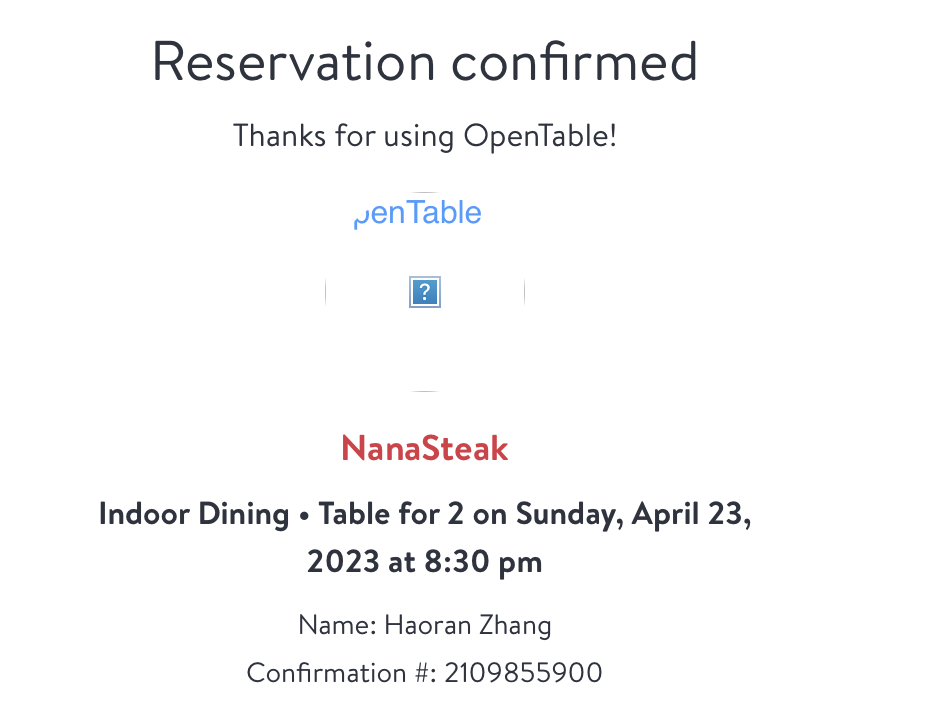 Reservation confirmed
Thanks for using OpenTable!
penTable
?
NanaSteak
Indoor Dining • Table for 2 on Sunday, April 23,
2023 at 8:30 pm
Name: Haoran Zhang
Confirmation #: 2109855900